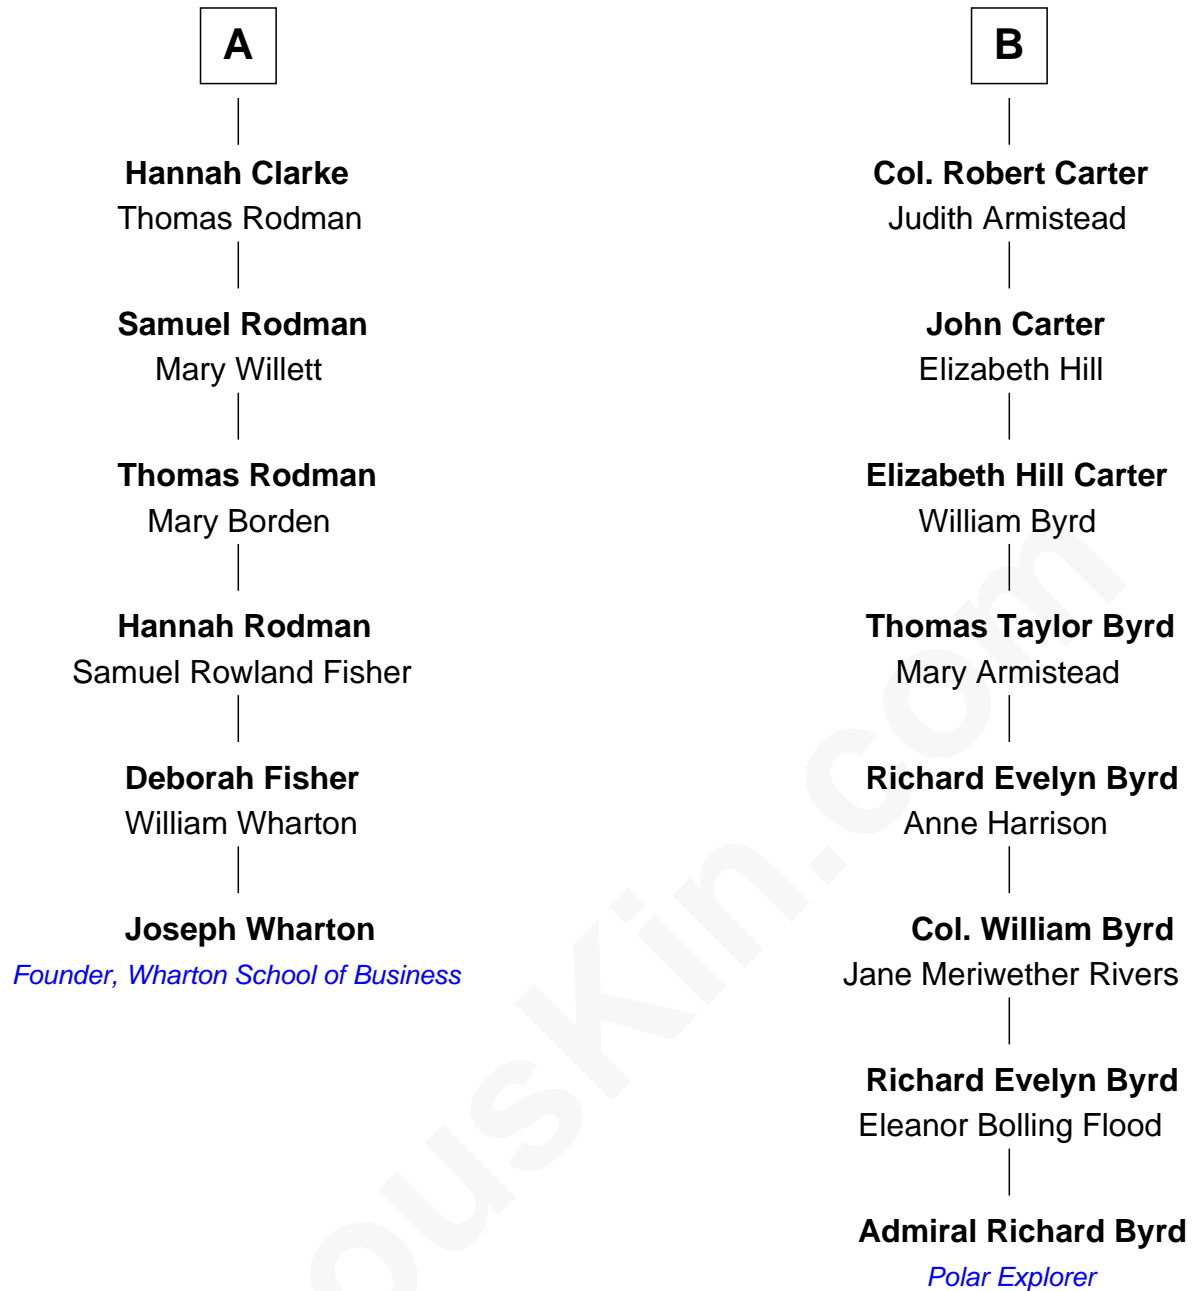 A
Hannah Clarke
Thomas Rodman
Samuel Rodman
Mary Willett
Thomas Rodman
Mary Borden
Hannah Rodman
Samuel Rowland Fisher
Deborah Fisher
William Wharton
Joseph Wharton
Founder, Wharton School of Business
B
Col. Robert Carter
Judith Armistead
John Carter
Elizabeth Hill
Elizabeth Hill Carter
William Byrd
Thomas Taylor Byrd
Mary Armistead
Richard Evelyn Byrd
Anne Harrison
Col. William Byrd
Jane Meriwether Rivers
Richard Evelyn Byrd
Eleanor Bolling Flood
Admiral Richard Byrd
Polar Explorer
ousKin.com